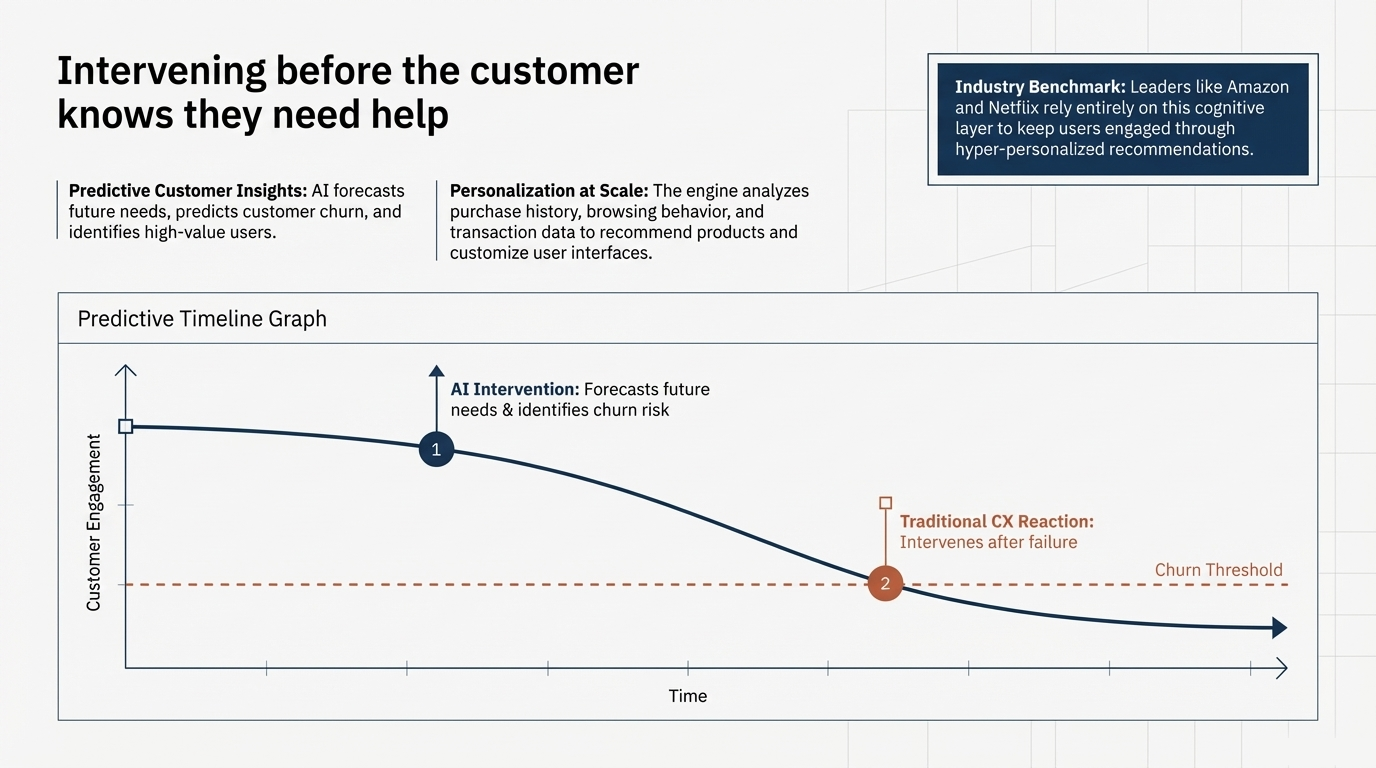 Intervening before the customer
knows they need help
Industry Benchmark: Leaders like Amazon
and Netflix rely entirely on this cognitive
layer to keep users engaged through
hyper-personalized recommendations.
Predictive Customer Insights: AI forecasts
future needs, predicts customer churn, and
identifies high-value users.
Personalization at Scale: The engine analyzes
purchase history, browsing behavior, and
transaction data to recommend products and
customize user interfaces.
Predictive Timeline Graph
Customer Engagement
1
AI Intervention: Forecasts future
needs & identifies churn risk
2
Traditional CX Reaction:
Intervenes after failure
Churn Threshold
Time